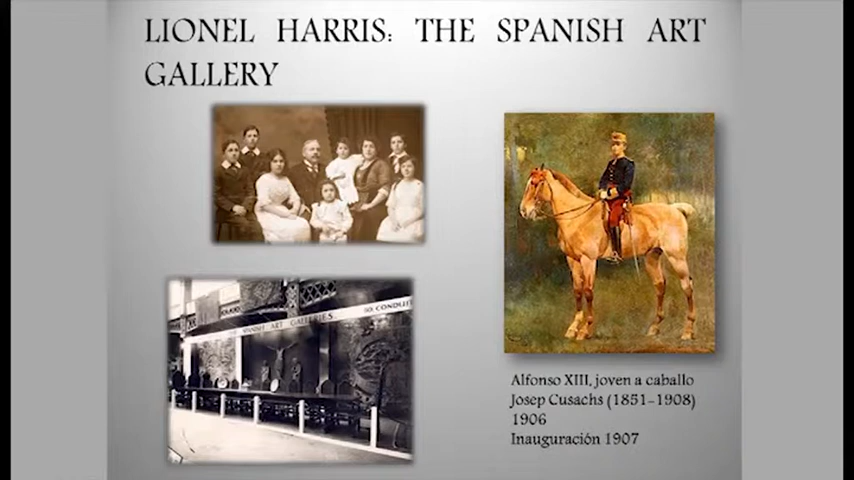 LIONEL HARRIS: THE SPANISH ART
GALLERY
THE SPANISH ART GALLERIES.
50 CONDUIT
Alfonso XIII, joven a caballo
Josep Cusachs (1851-1908)
1906
Inauguración 1907